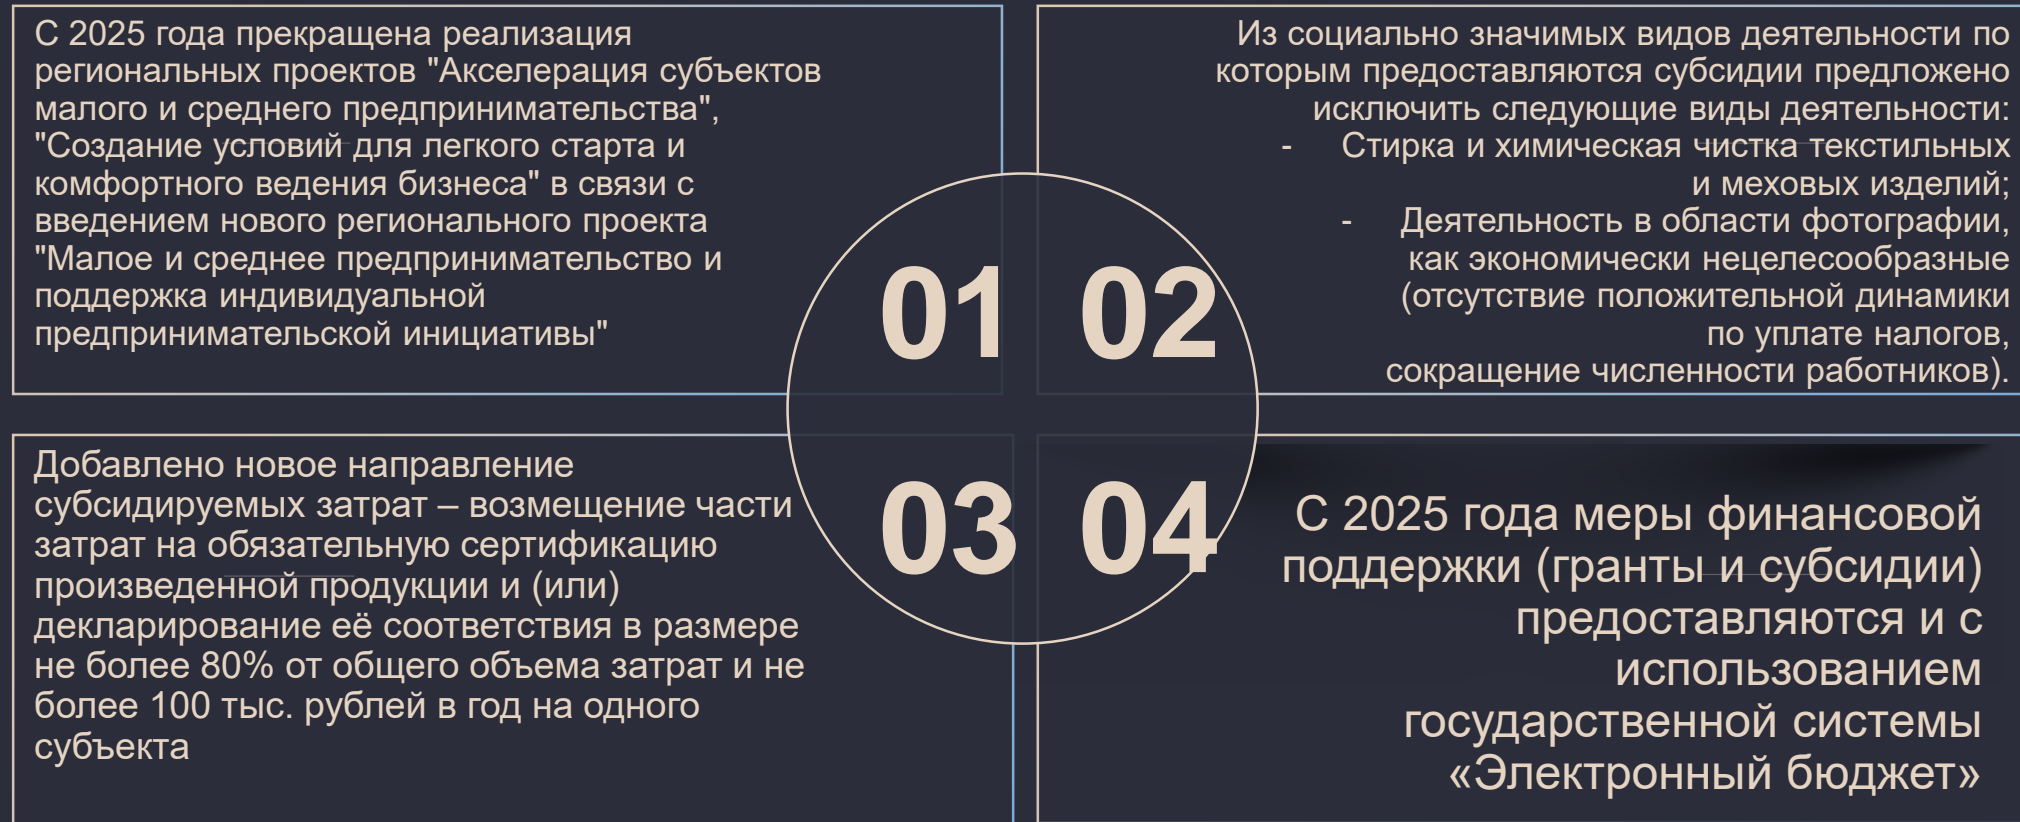 С 2025 года прекращена реализация
региональных проектов "Акселерация субъектов
малого и среднего предпринимательства",
"Создание условий для легкого старта и
комфортного ведения бизнеса" в связи с
введением нового регионального проекта
"Малое и среднее предпринимательство и
поддержка индивидуальной
предпринимательской инициативы"
01
02
Из социально значимых видов деятельности по
которым предоставляются субсидии предложено
исключить следующие виды деятельности:
- Стирка и химическая чистка текстильных
и меховых изделий;
- Деятельность в области фотографии,
как экономически нецелесообразные
(отсутствие положительной динамики
по уплате налогов,
сокращение численности работников).
Добавлено новое направление
субсидируемых затрат – возмещение части
затрат на обязательную сертификацию
произведенной продукции и (или)
декларирование её соответствия в размере
не более 80% от общего объема затрат и не
более 100 тыс. рублей в год на одного
субъекта
03
04
С 2025 года меры финансовой
поддержки (гранты и субсидии)
предоставляются и с
использованием
государственной системы
«Электронный бюджет»